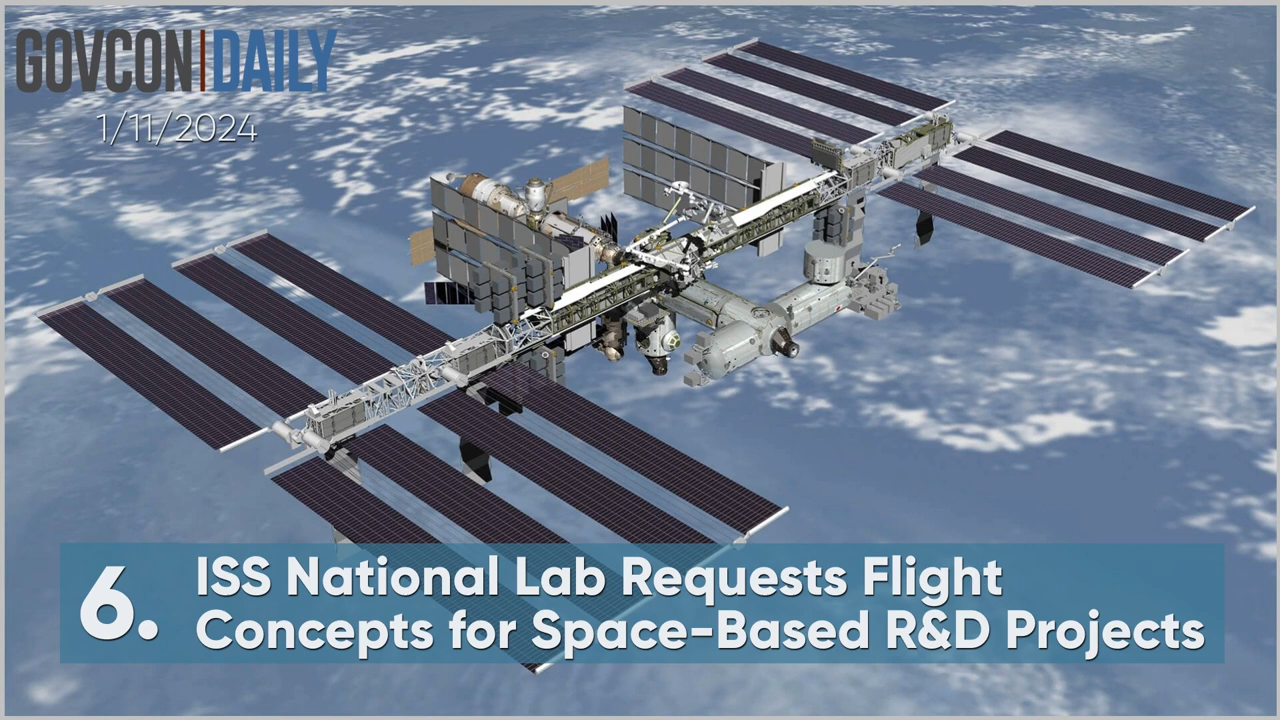 GOVCON|DAILY
1/11/2024
6. ISS National Lab Requests Flight
Concepts for Space-Based R&D Projects